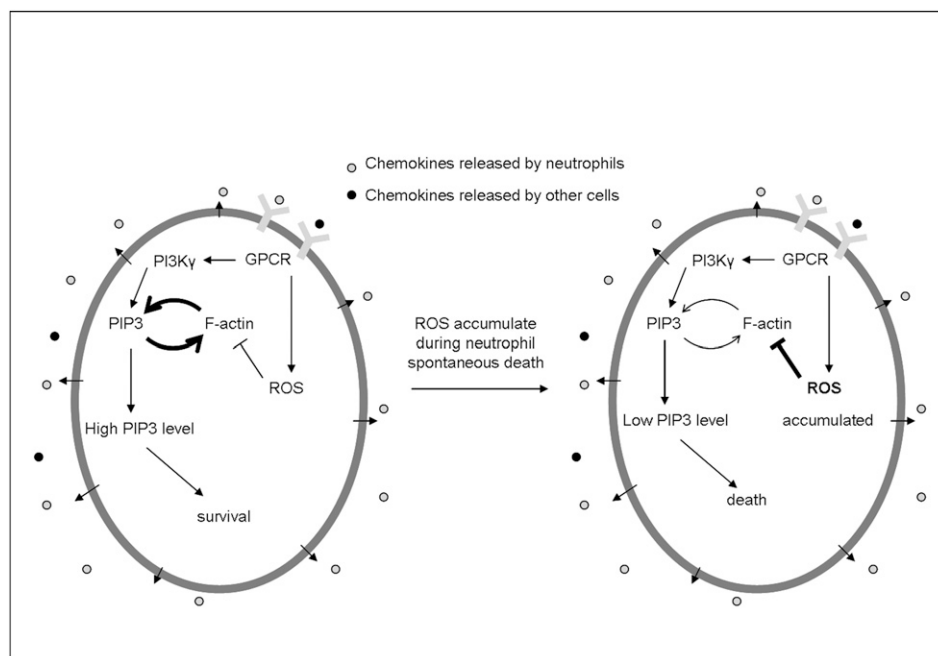 Chemokines released by neutrophils
Chemokines released by other cells
PI3Kγ
GPCR
PIP3
F-actin
ROS
High PIP3 level
survival
ROS accumulate
during neutrophil
spontaneous death
PI3Kγ
GPCR
PIP3
F-actin
ROS
Low PIP3 level
accumulated
death